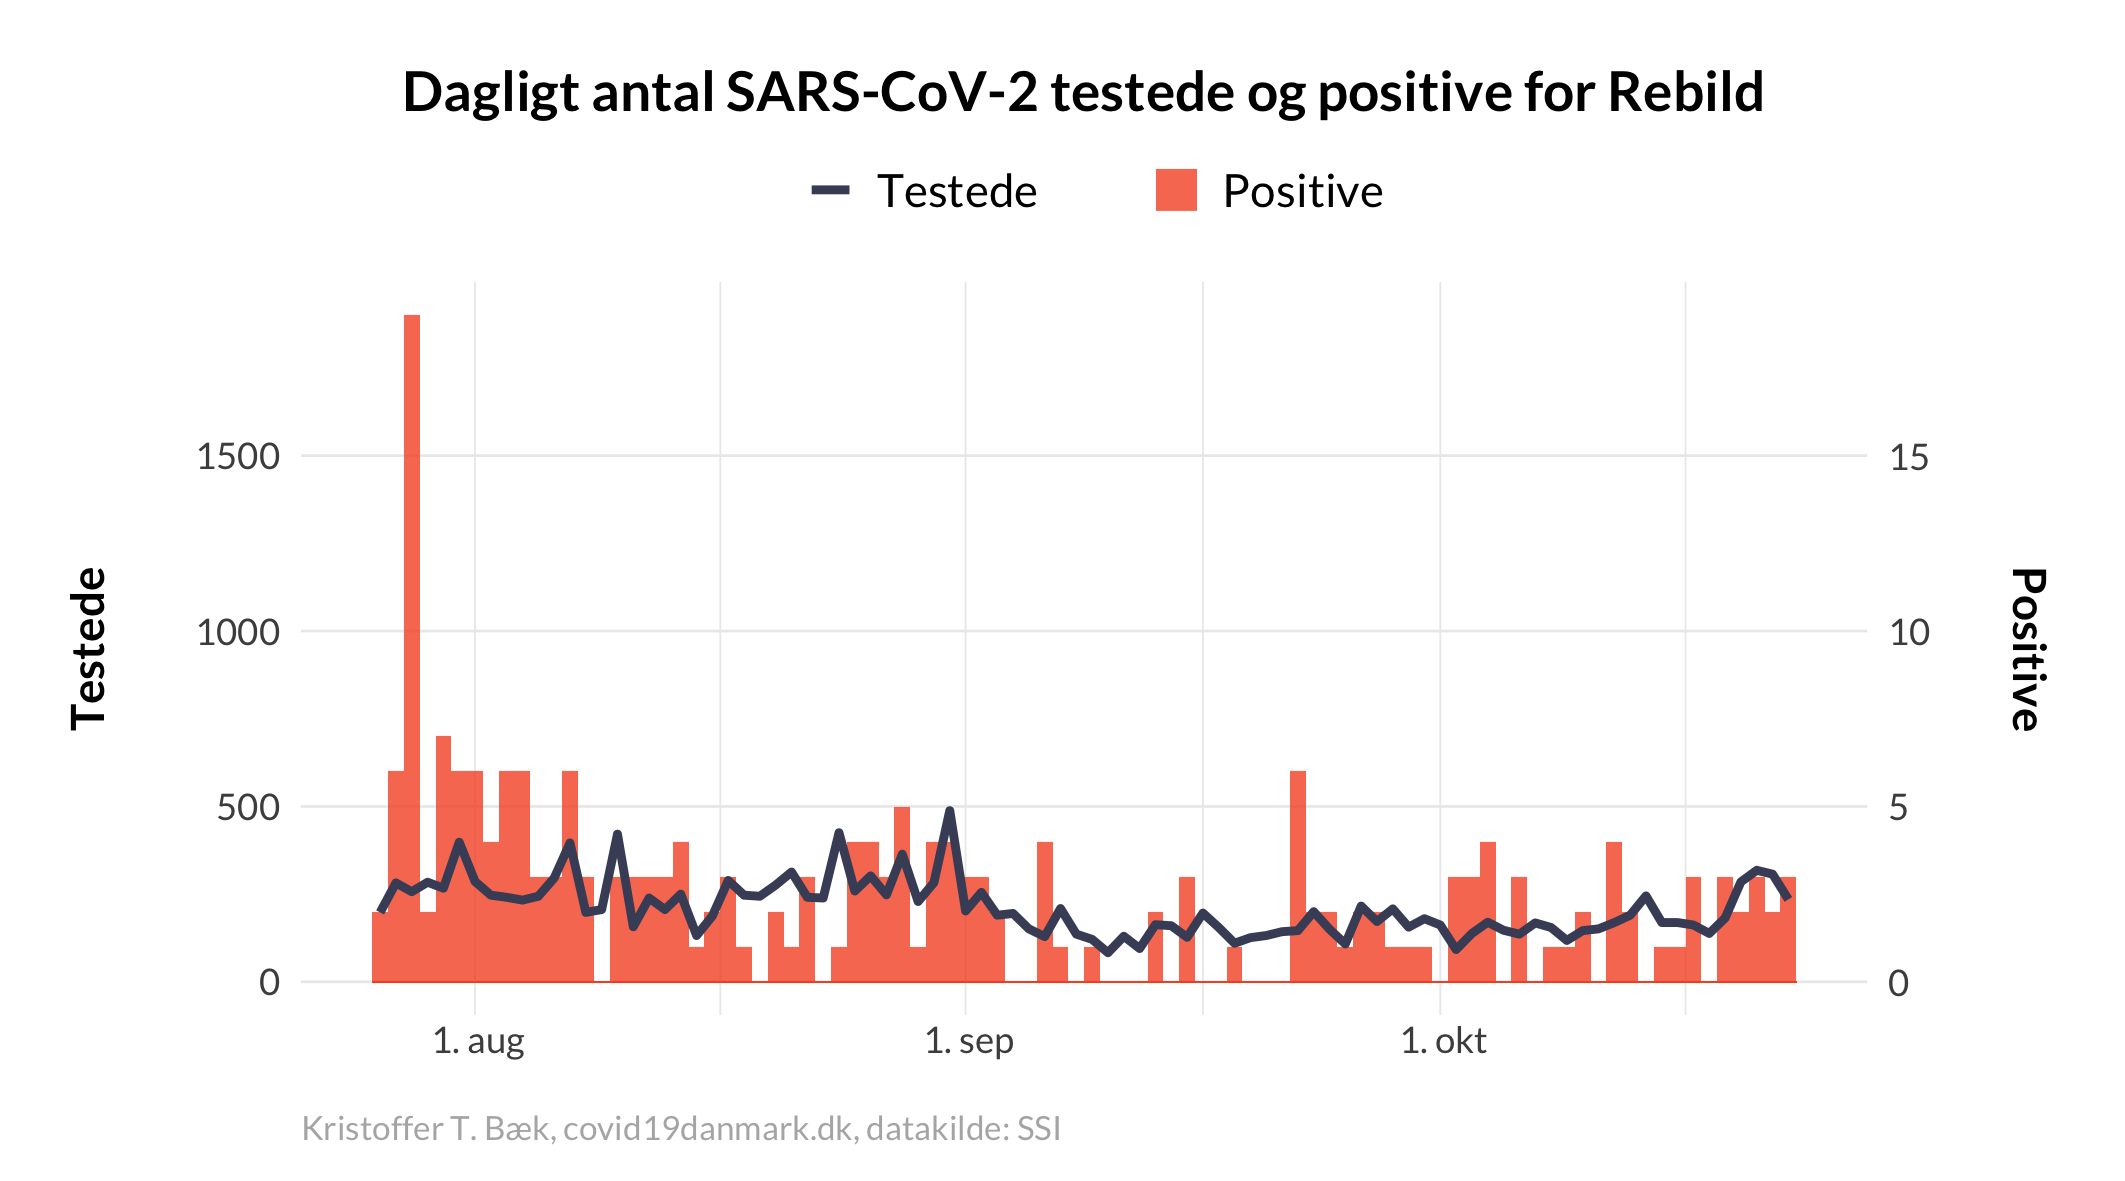 Dagligt antal SARS-CoV-2 testede og positive for Rebild
Testede
Positive
1500
1000
500
0
15
10
5
0
Testede
Positive
1. aug
1. sep
1. okt
Kristoffer T. Bæk, covid19danmark.dk, datakilde: SSI